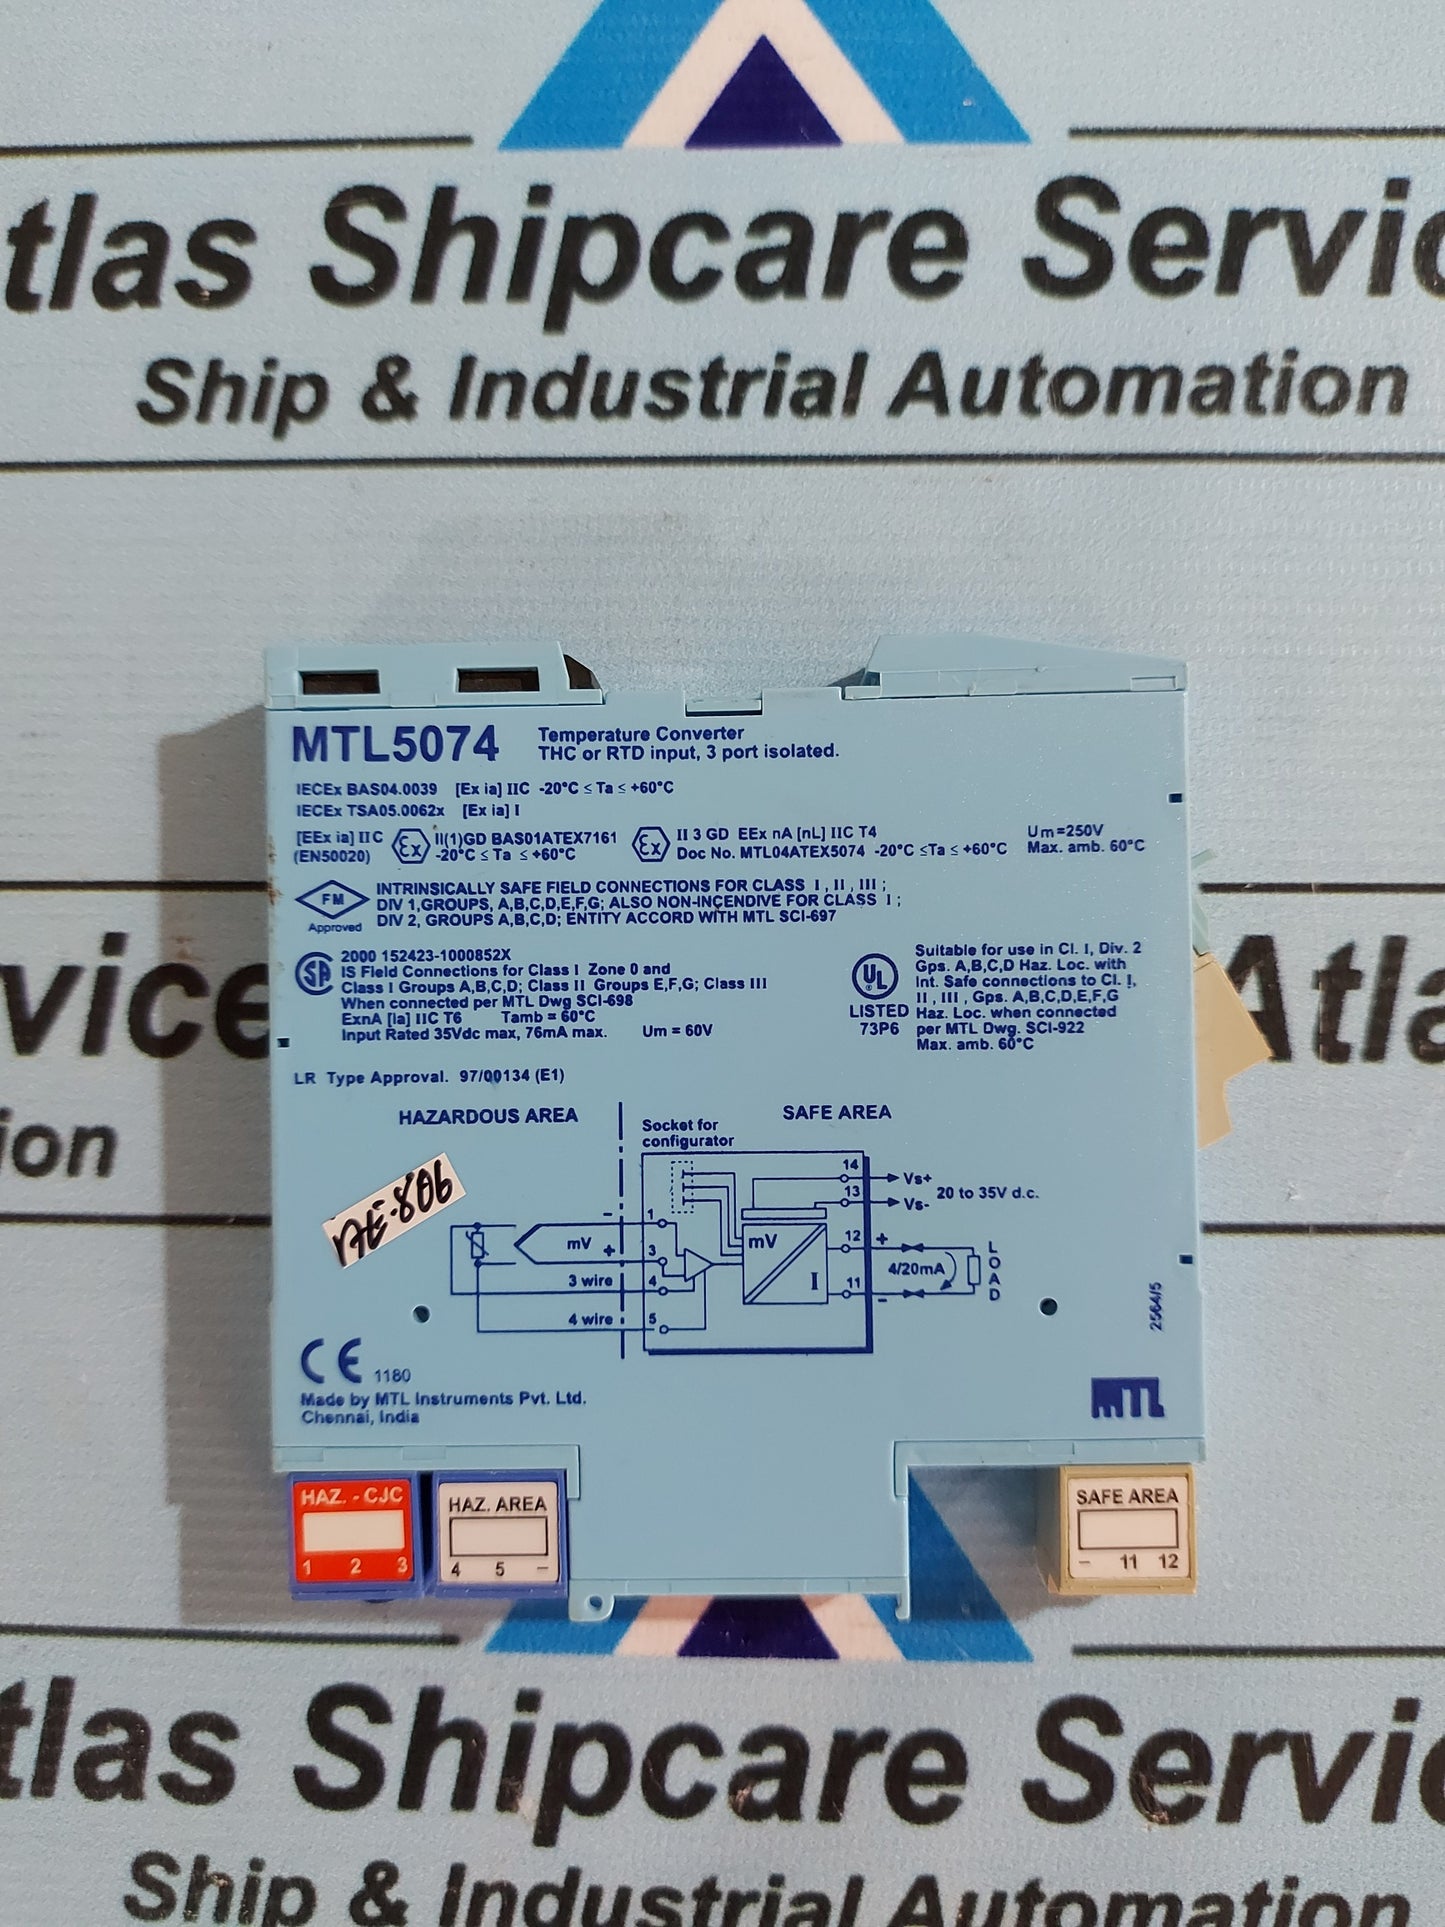 tlas Shipcare Servic
Ship & Industrial Automation
MTL5074
Temperature Converter
THC or RTD input, 3 port isolated.
IECEx BAS04.0039 [Ex ia] IIC -20°C ≤ Ta ≤ +60°C
IECEx TSA05.0062x [Ex ia] I
[EEx ia] IIC
(EN50020)
Ex
II(1)GD BAS01ATEX7161
-20°C ≤ Ta ≤ +60°C
Ex
II 3 GD EEx nA [nL] IIC T4
Doc No. MTL04ATEX5074 -20°C ≤Ta ≤ +60°C
Um=250V
Max. amb. 60°C
FM
Approved
INTRINSICALLY SAFE FIELD CONNECTIONS FOR CLASS I , II , III ;
DIV 1,GROUPS, A,B,C,D,E,F,G; ALSO NON-INCENDIVE FOR CLASS I ;
DIV 2, GROUPS A,B,C,D; ENTITY ACCORD WITH MTL SCI-697
SA
2000 152423-1000852X
IS Field Connections for Class I Zone 0 and
Class I Groups A,B,C,D; Class II Groups E,F,G; Class III
When connected per MTL Dwg SCI-698
ExnA [Ia] IIC T6 Tamb = 60°C
Input Rated 35Vdc max, 76mA max. Um = 60V
UL
LISTED
73P6
Suitable for use in Cl. I, Div. 2
Gps. A,B,C,D Haz. Loc. with
Int. Safe connections to Cl. I,
II , III , Gps. A,B,C,D,E,F,G
Haz. Loc. when connected
per MTL Dwg. SCI-922
Max. amb. 60°C
vice
Atla
ion
LR Type Approval. 97/00134 (E1)
HAZARDOUS AREA
SAFE AREA
Socket for
configurator
AE-806
14
Vs+
13
Vs-
20 to 35V d.c.
-
1
mV
+
3
3 wire
4
4 wire
5
mV
I
12
+
4/20mA
11
-
LOAD
2564/5
CE 1180
Made by MTL Instruments Pvt. Ltd.
Chennai, India
MTL
HAZ. - CJC
1 2 3
HAZ. AREA
4 5 –
SAFE AREA
– 11 12
tlas Shipcare Servic
Ship & Industrial Automation